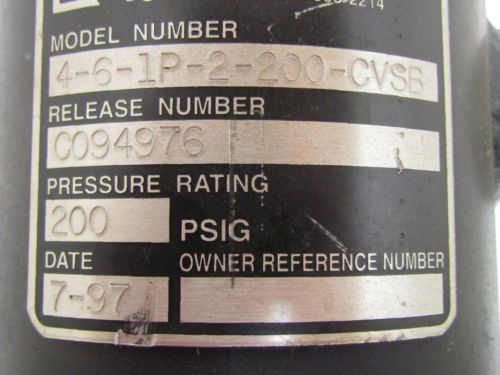 MODEL NUMBER
4-6-1P-2-200-CVSB
RELEASE NUMBER
C094976
PRESSURE RATING
200 PSIG
DATE OWNER REFERENCE NUMBER
7-97